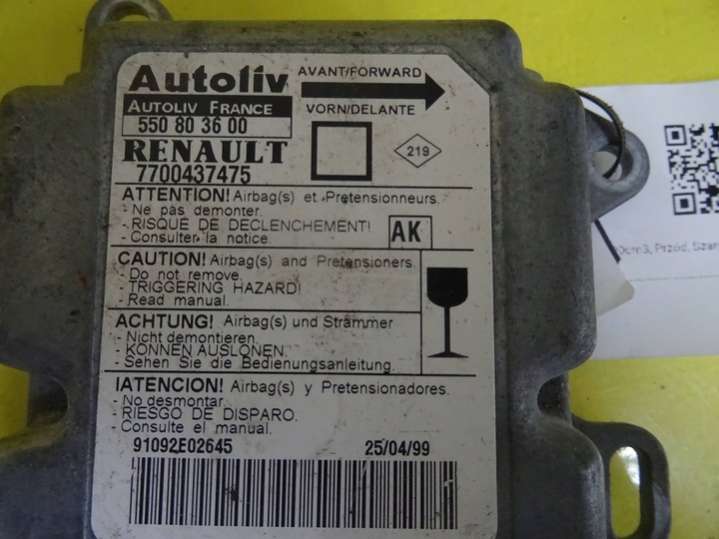 Autoliv
AVANT/FORWARD
AUTOLIV FRANCE
VORN/DELANTE
550 80 36 00
RENAULT
219
7700437475
ATTENTION! Airbag(s) et Pretensionneurs.
- Ne pas demonter.
- RISQUE DE DECLENCHEMENT!
- Consulter la notice.
AK
CAUTION! Airbag(s) and Pretensioners.
- Do not remove.
- TRIGGERING HAZARD!
- Read manual.
ACHTUNG! Airbag(s) und Strammer
- Nicht demontieren.
- KONNEN AUSLONEN.
- Sehen Sie die Bedienungsanleitung.
IATENCION! Airbag(s) y Pretensionadores.
- No desmontar.
- RIESGO DE DISPARO.
- Consulte el manual.
91092E02645
25/04/99
Przód, Szar